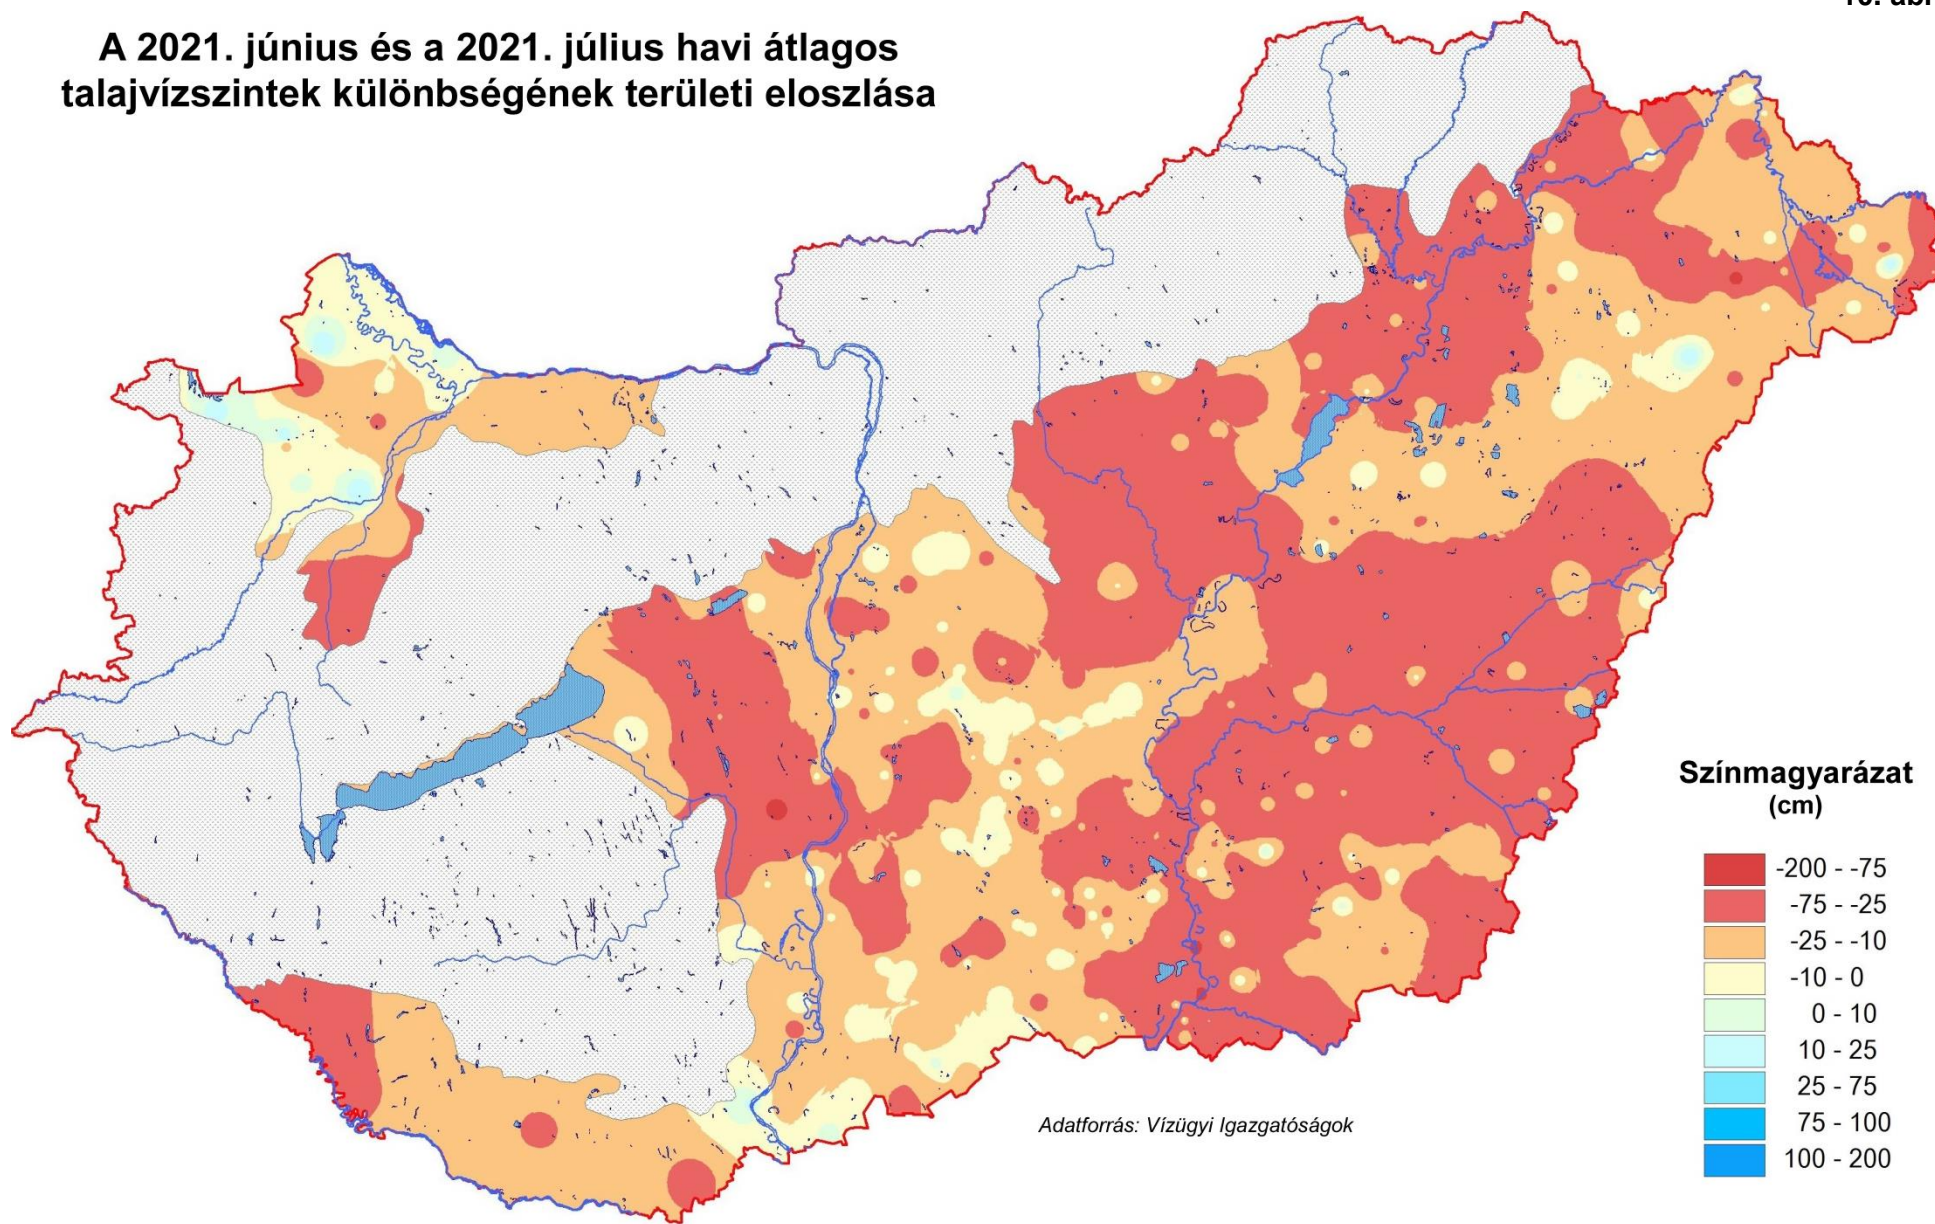 A 2021. június és a 2021. július havi átlagos
talajvízszintek különbségének területi eloszlása
Színmagyarázat
(cm)
-200 - -75
-75 - -25
-25 - -10
-10 - 0
0 - 10
10 - 25
25 - 75
75 - 100
100 - 200
Adatforrás: Vízügyi Igazgatóságok